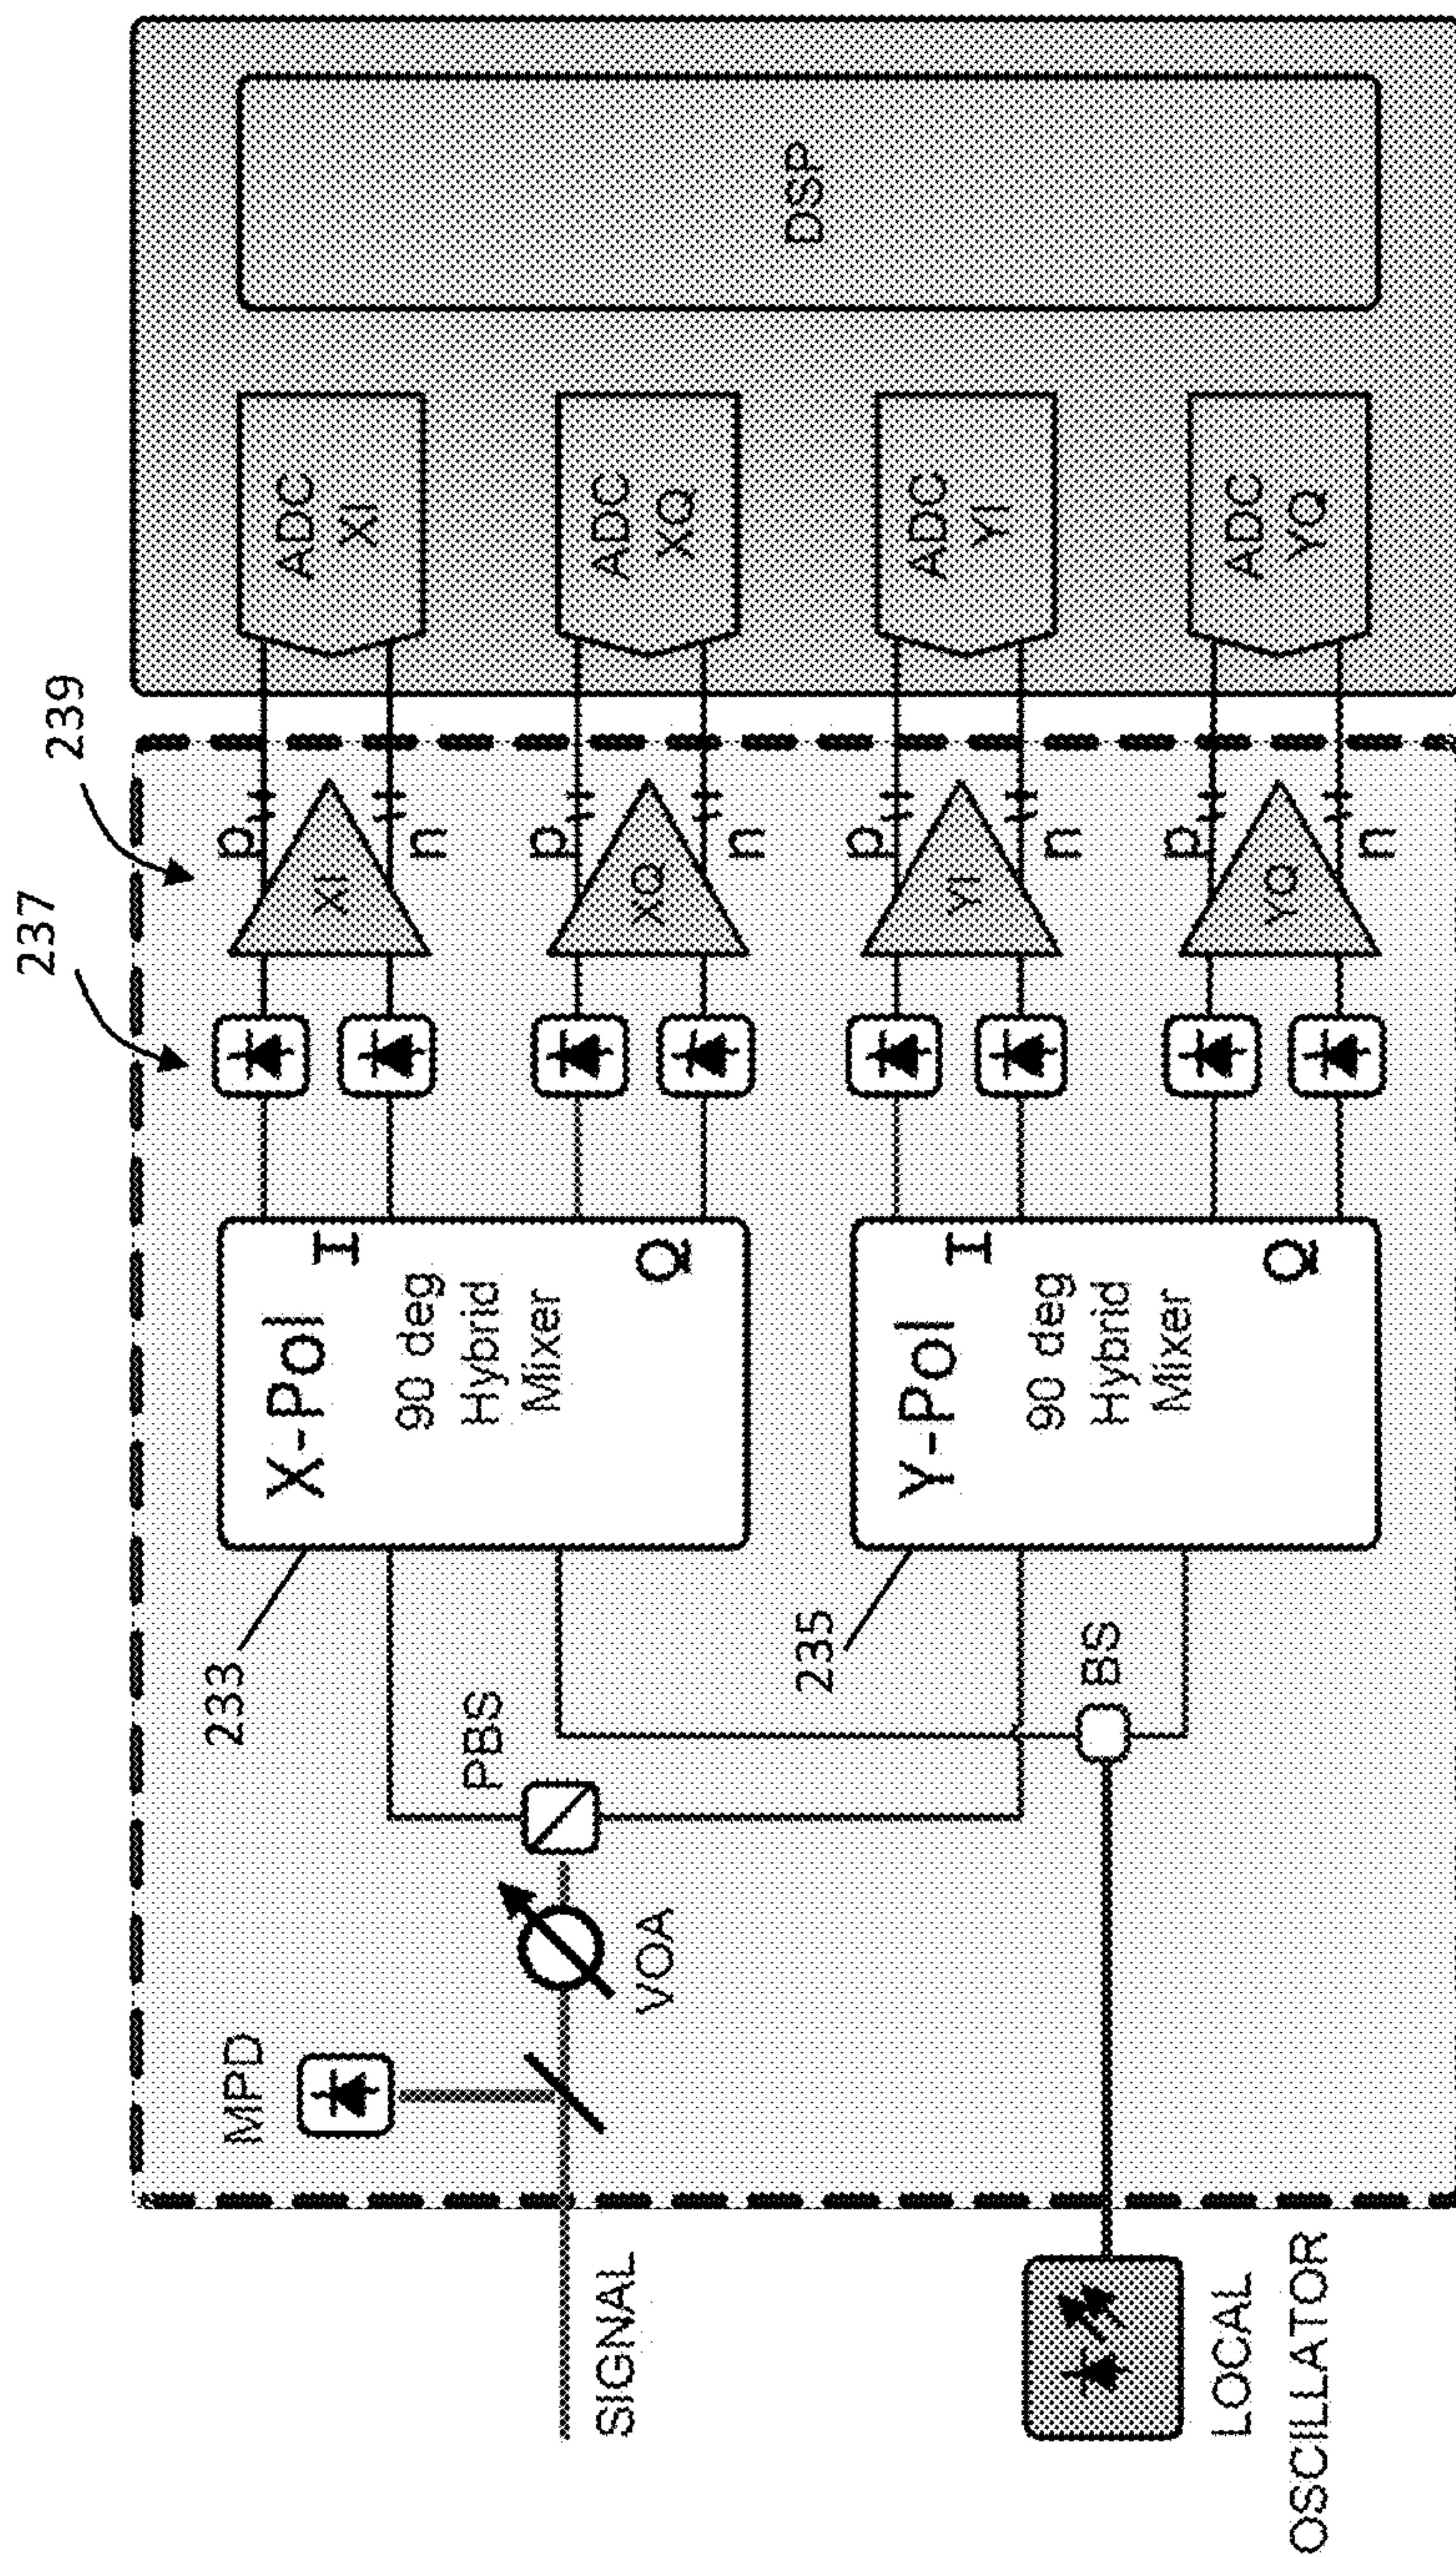 237
239
MPD
233
X-Pol
I
90 deg
Hybrid
Mixer
Q
XI
p
n
ADC
XI
PBS
VOA
SIGNAL
XQ
p
n
ADC
XQ
DSP
235
Y-Pol
I
90 deg
Hybrid
Mixer
Q
YI
p
n
ADC
YI
BS
LOCAL
OSCILLATOR
YQ
p
n
ADC
YQ